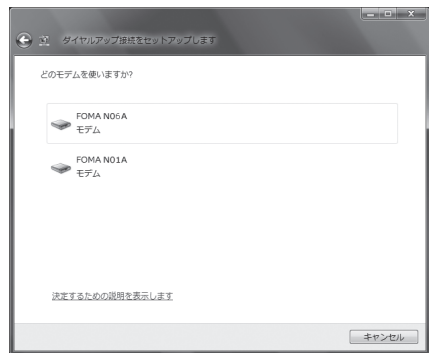 ダイヤルアップ接続をセットアップします
どのモデムを使いますか?
FOMA N06A
モデム
FOMA N01A
モデム
決定するための説明を表示します
キャンセル